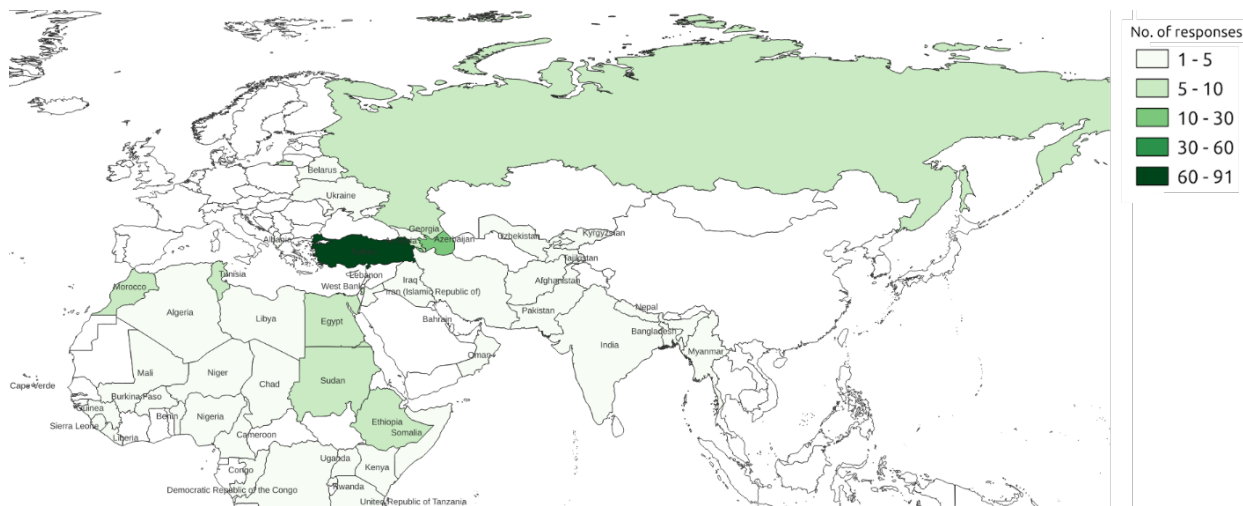 No. of responses
1 - 5
5 - 10
10 - 30
30 - 60
60 - 91
Belarus
Ukraine
Georgia
Albania
Azerbaijan
Uzbekistan
Kyrgyzstan
Tajikistan
Tunisia
Lebanon
Morocco
West Bank
Iraq
Afghanistan
Iran (Islamic Republic of)
Algeria
Libya
Egypt
Bahrain
Pakistan
Nepal
Bangladesh
India
Myanmar
Oman
Mali
Niger
Chad
Sudan
Cape Verde
Burkina Faso
Guinea
Benin
Nigeria
Ethiopia
Sierra Leone
Liberia
Somalia
Cameroon
Uganda
Kenya
Congo
Rwanda
Democratic Republic of the Congo
United Republic of Tanzania